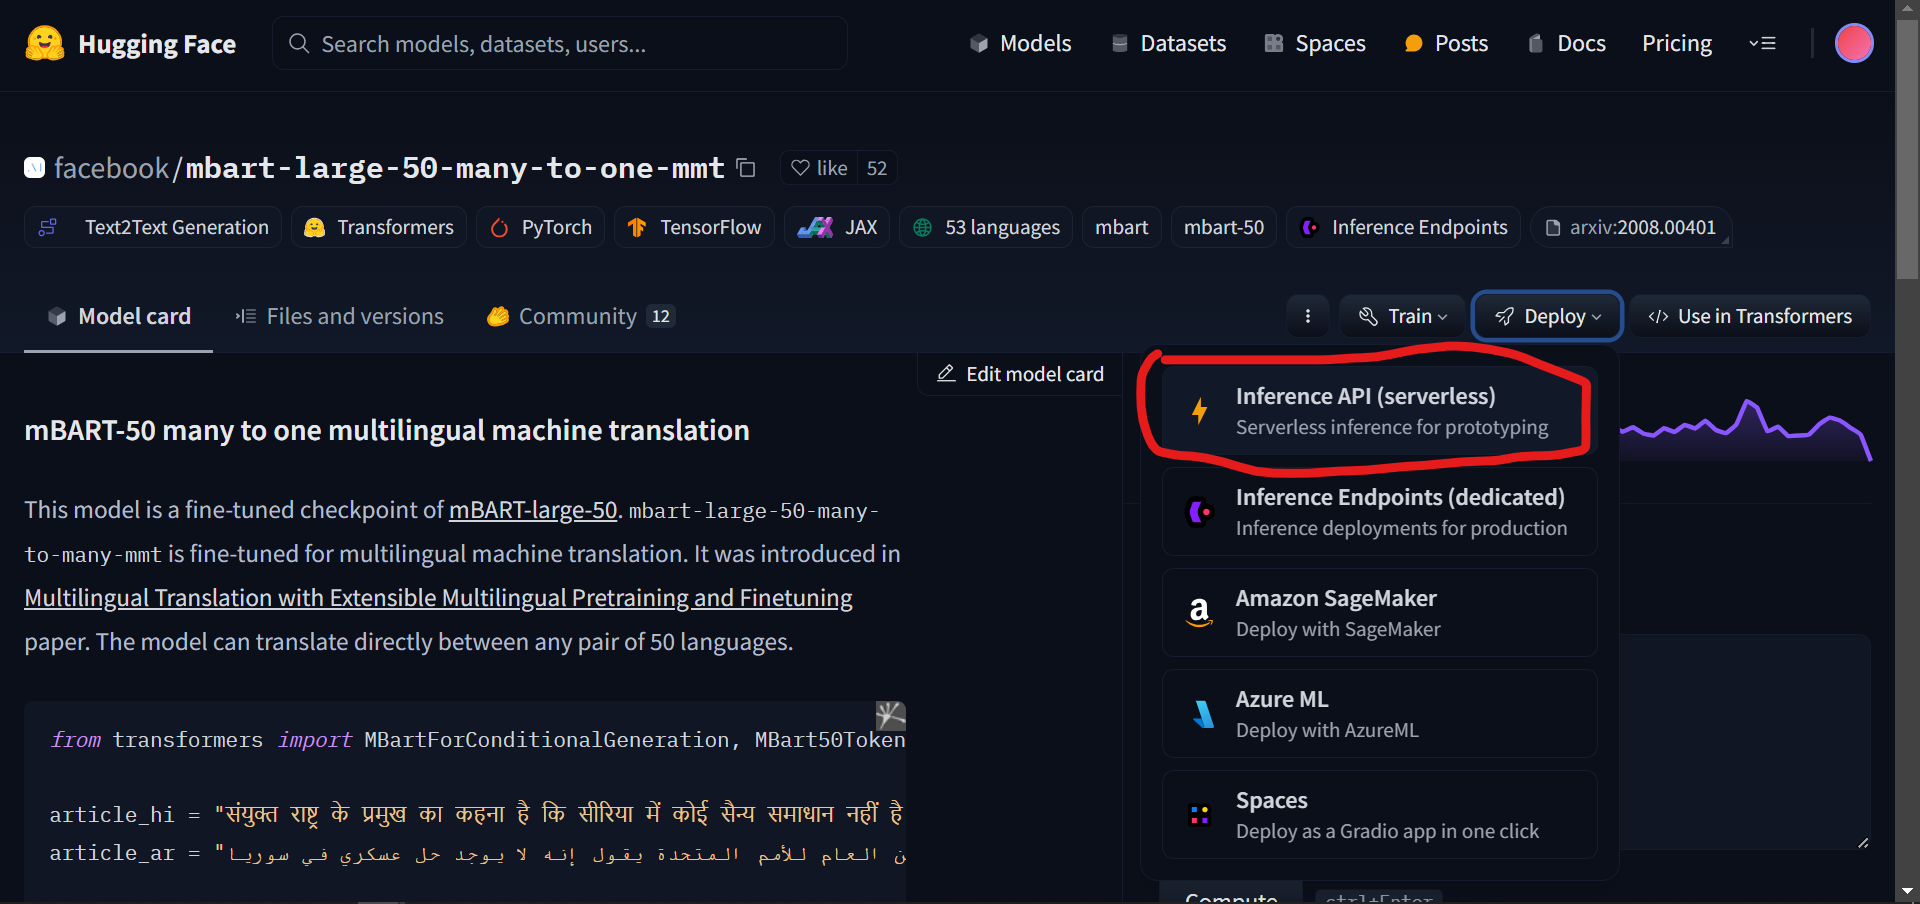 Hugging Face
Search models, datasets, users...
Models
Datasets
Spaces
Posts
Docs
Pricing
facebook/mbart-large-50-many-to-one-mmt
like 52
Text2Text Generation
Transformers
PyTorch
TensorFlow
JAX
53 languages
mbart
mbart-50
Inference Endpoints
arxiv:2008.00401
Model card
Files and versions
Community 12
Train
Deploy
</> Use in Transformers
Edit model card
mBART-50 many to one multilingual machine translation
This model is a fine-tuned checkpoint of mBART-large-50. mbart-large-50-many-
to-many-mmt is fine-tuned for multilingual machine translation. It was introduced in
Multilingual Translation with Extensible Multilingual Pretraining and Finetuning
paper. The model can translate directly between any pair of 50 languages.
from transformers import MBartForConditionalGeneration, MBart50Token
article_hi = "संयुक्त राष्ट्र के प्रमुख का कहना है कि सीरिया में कोई सैन्य समाधान नहीं है
article_ar = "ن العام للأمم المتحدة يقول إنه لا يوجد حل عسكري في سوريا
Inference API (serverless)
Serverless inference for prototyping
Inference Endpoints (dedicated)
Inference deployments for production
Amazon SageMaker
Deploy with SageMaker
Azure ML
Deploy with AzureML
Spaces
Deploy as a Gradio app in one click
Compute
ctrl+Enter